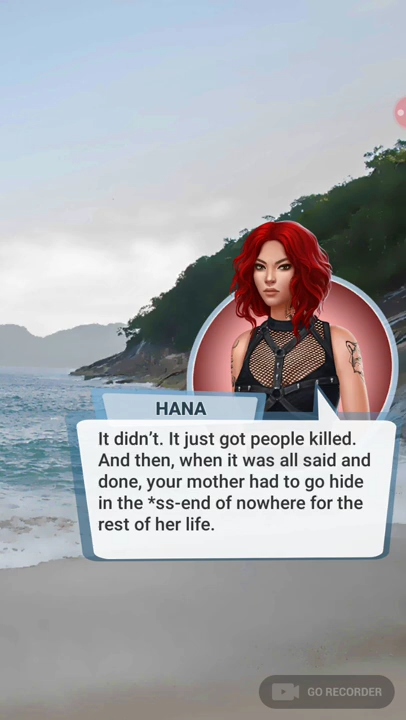 HANA
It didn't. It just got people killed.
And then, when it was all said and
done, your mother had to go hide
in the *ss-end of nowhere for the
rest of her life.
GO RECORDER